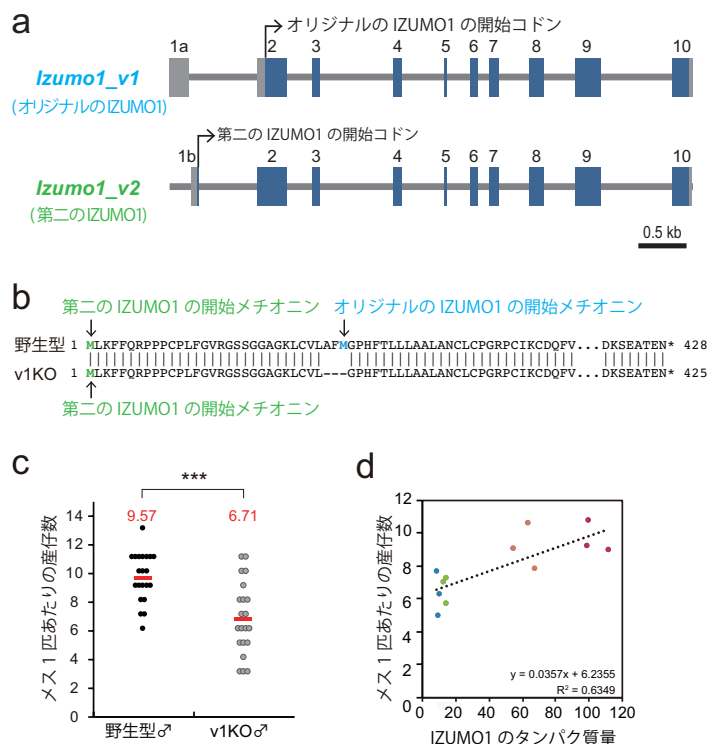 a
オリジナルの IZUMO1 の開始コドン
1a 2 3 4 5 6 7 8 9 10
Izumo1_v1
(オリジナルのIZUMO1)
第二の IZUMO1 の開始コドン
1b 2 3 4 5 6 7 8 9 10
Izumo1_v2
(第二のIZUMO1)
0.5 kb
b
第二の IZUMO1 の開始メチオニン オリジナルの IZUMO1 の開始メチオニン
野生型 1 MLKFFQRPPPCPLFGVRGSSGGAGKLCVLAFMGPHFTLLLAALANCLCPGRPCIKCDQFV...DKSEATEN* 428
v1KO 1 MLKFFQRPPPCPLFGVRGSSGGAGKLCVL---GPHFTLLLAALANCLCPGRPCIKCDQFV...DKSEATEN* 425
第二の IZUMO1 の開始メチオニン
c
***
9.57 6.71
メス 1 匹あたりの産仔数
16
14
12
10
8
6
4
2
0
野生型♂ v1KO♂
d
メス 1 匹あたりの産仔数
12
10
8
6
4
2
0
y = 0.0357x + 6.2355
R² = 0.6349
0 20 40 60 80 100 120
IZUMO1 のタンパク質量